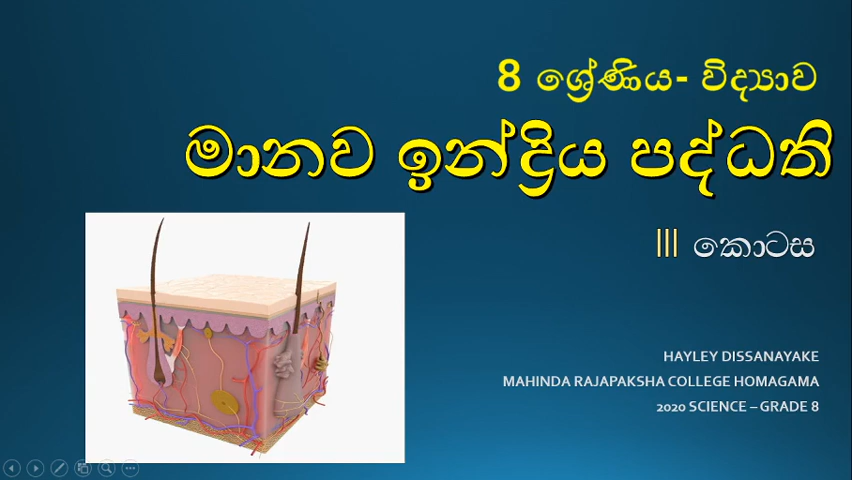 8 ශ්‍රේණිය- විද්‍යාව
මානව ඉන්ද්‍රිය පද්ධති
III කොටස
HAYLEY DISSANAYAKE
MAHINDA RAJAPAKSHA COLLEGE HOMAGAMA
2020 SCIENCE – GRADE 8